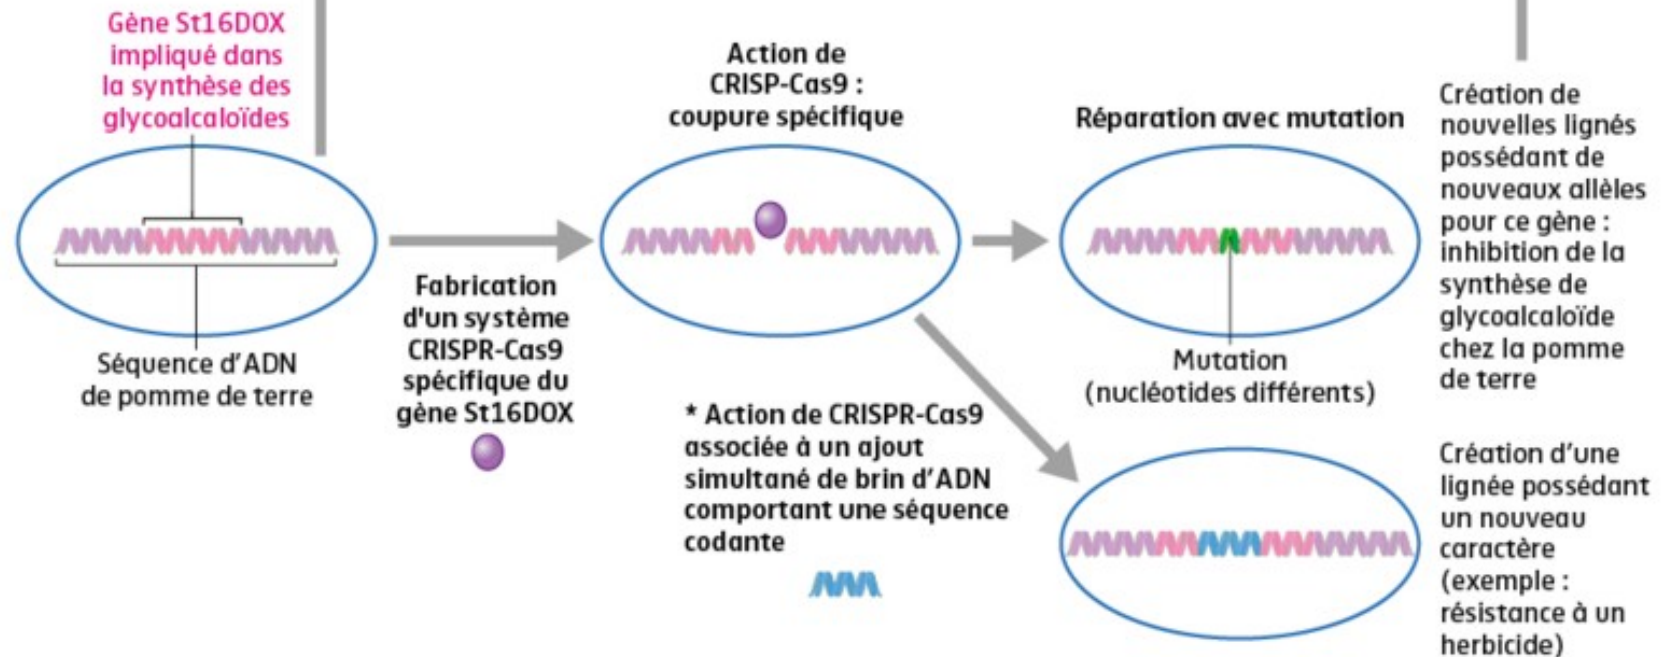 Gène St16DOX
impliqué dans
la synthèse des
glycoalcaloïdes
Séquence d'ADN
de pomme de terre
Fabrication
d'un système
CRISPR-Cas9
spécifique du
gène St16DOX
Action de
CRISP-Cas9 :
coupure spécifique
* Action de CRISPR-Cas9
associée à un ajout
simultané de brin d'ADN
comportant une séquence
codante
Réparation avec mutation
Mutation
(nucléotides différents)
Création de
nouvelles lignés
possédant de
nouveaux allèles
pour ce gène :
inhibition de la
synthèse de
glycoalcaloïde
chez la pomme
de terre
Création d'une
lignée possédant
un nouveau
caractère
(exemple :
résistance à un
herbicide)